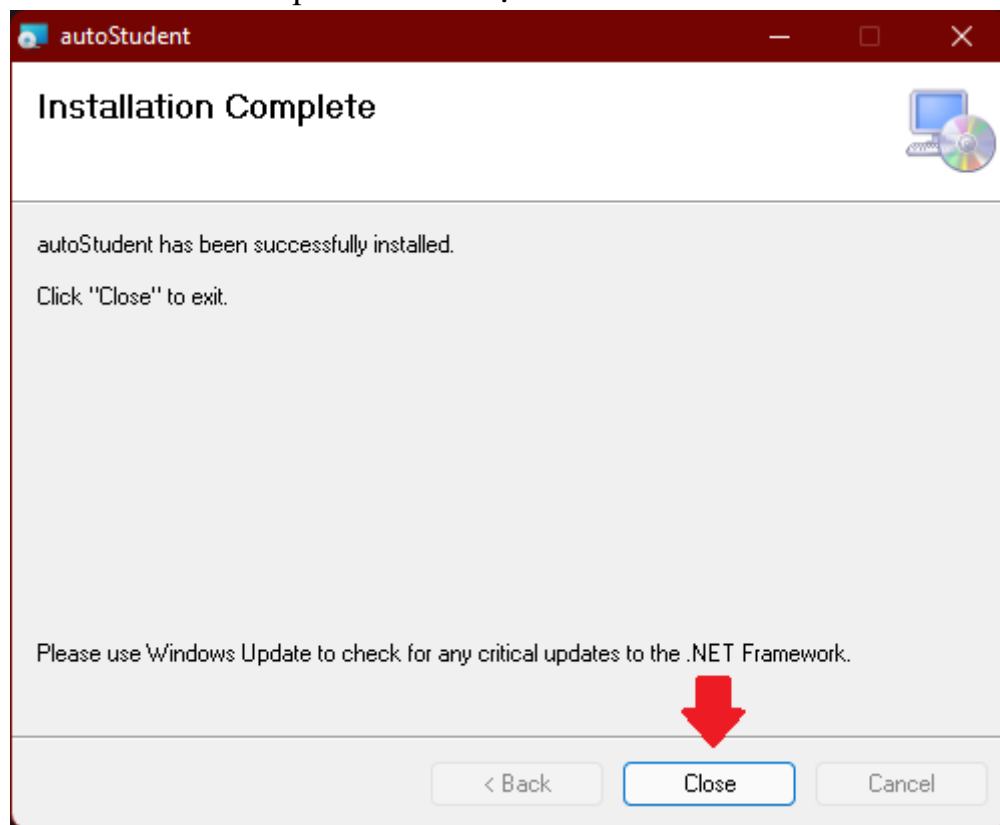 autoStudent
Installation Complete
autoStudent has been successfully installed.
Click "Close" to exit.
Please use Windows Update to check for any critical updates to the .NET Framework.
< Back Close Cancel